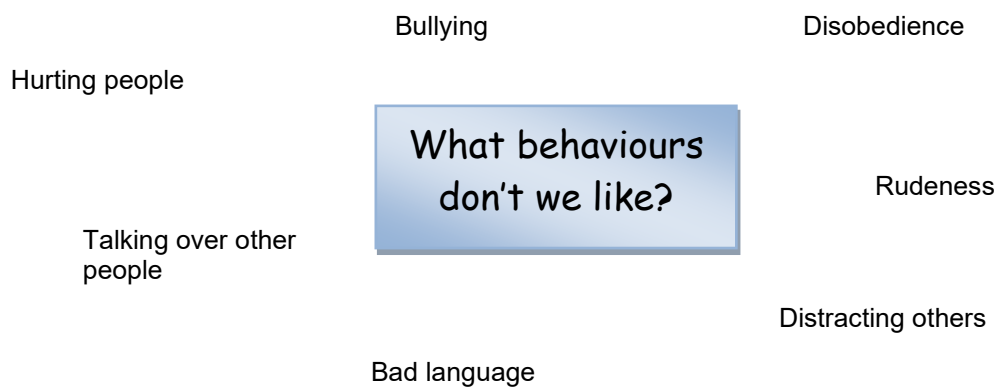 Bullying
Disobedience
Hurting people
What behaviours
don't we like?
Rudeness
Talking over other
people
Distracting others
Bad language